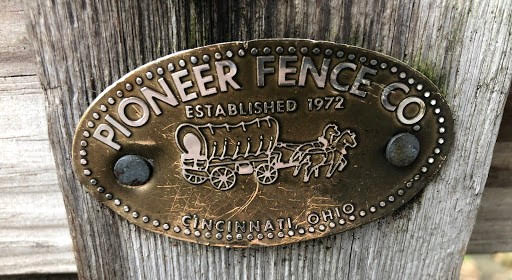 PIONEER FENCE CO.
ESTABLISHED 1972
CINCINNATI, OHIO